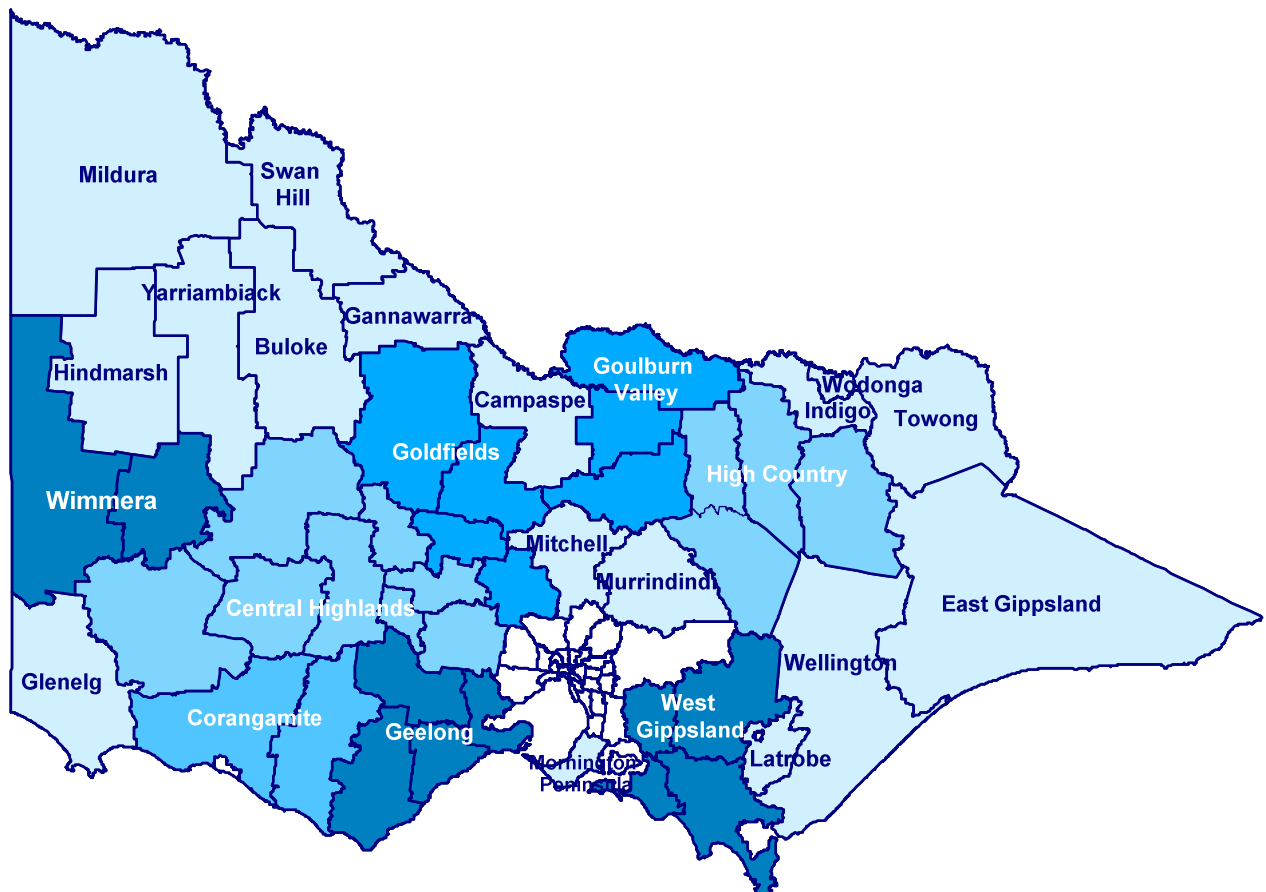 Mildura
Swan
Hill
Yarriambiack
Gannawarra
Buloke
Hindmarsh
Goulburn
Valley
Wodonga
Indigo
Towong
Campaspe
Goldfields
High Country
Wimmera
Mitchell
Murrindindi
East Gippsland
Central Highlands
Wellington
Glenelg
Corangamite
Geelong
West
Gippsland
Latrobe
Mornington
Peninsula